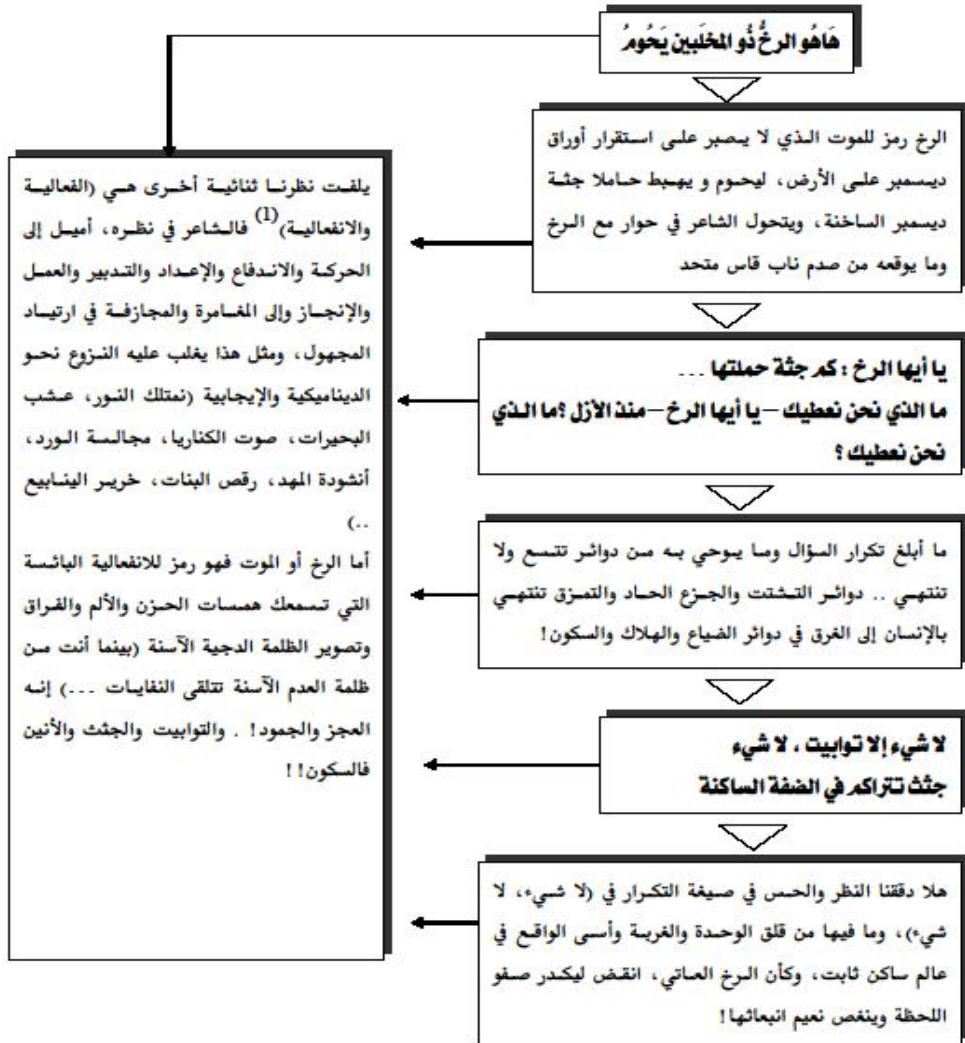 هَاهُو الرخُّ ذُو المخلَبين يَحُومُ
الرخ رمز للموت الذي لا يصبر على استقرار أوراق
ديسمبر على الأرض، ليحوم و يهبط حاملا جثة
ديسمبر الساخنة، ويتحول الشاعر في حوار مع الرخ
وما يوقعه من صدم ناب قاس متحد
يا أيها الرخ : كم جثة حملتها ...
ما الذي نحن نعطيك – يا أيها الرخ – منذ الأزل ؟ ما الذي
نحن نعطيك ؟
ما أبلغ تكرار السؤال وما يوحي به من دوائر تتسع ولا
تنتهي .. دوائر التشتت والجزع الحاد والتمزق تنتهي
بالإنسان إلى الغرق في دوائر الضياع والهلاك والسكون!
لا شيء إلا توابيت ، لا شيء
جثث تتراكم في الضفة الساكنة
هلا دققنا النظر والحس في صيغة التكرار في (لا شيء، لا
شيء)، وما فيها من قلق الوحدة والغربة وأسى الواقع في
عالم ساكن ثابت، وكأن الرخ العاتي، انقض ليكدر صفو
اللحظة وينغص نعيم انبعاثها!
يلفت نظرنا ثنائية أخرى هي (الفعالية
والانفعالية)(1) فالشاعر في نظره، أميل إلى
الحركة والاندفاع والإعداد والتدبير والعمل
والإنجاز وإلى المغامرة والمجازفة في ارتياد
المجهول، ومثل هذا يغلب عليه النزوع نحو
الديناميكية والإيجابية (نمتلك النور، عشب
البحيرات، صوت الكناريا، مجالسة الورد،
أنشودة المهد، رقص البنات، خرير الينابيع
..)
أما الرخ أو الموت فهو رمز للانفعالية البائسة
التي تسمعك همسات الحزن والألم والفراق
وتصوير الظلمة الدجية الآسنة (بينما أنت من
ظلمة العدم الآسنة تتلقى النفايات ...) إنه
العجز والجمود! . والتوابيت والجثث والأنين
فالسكون!!